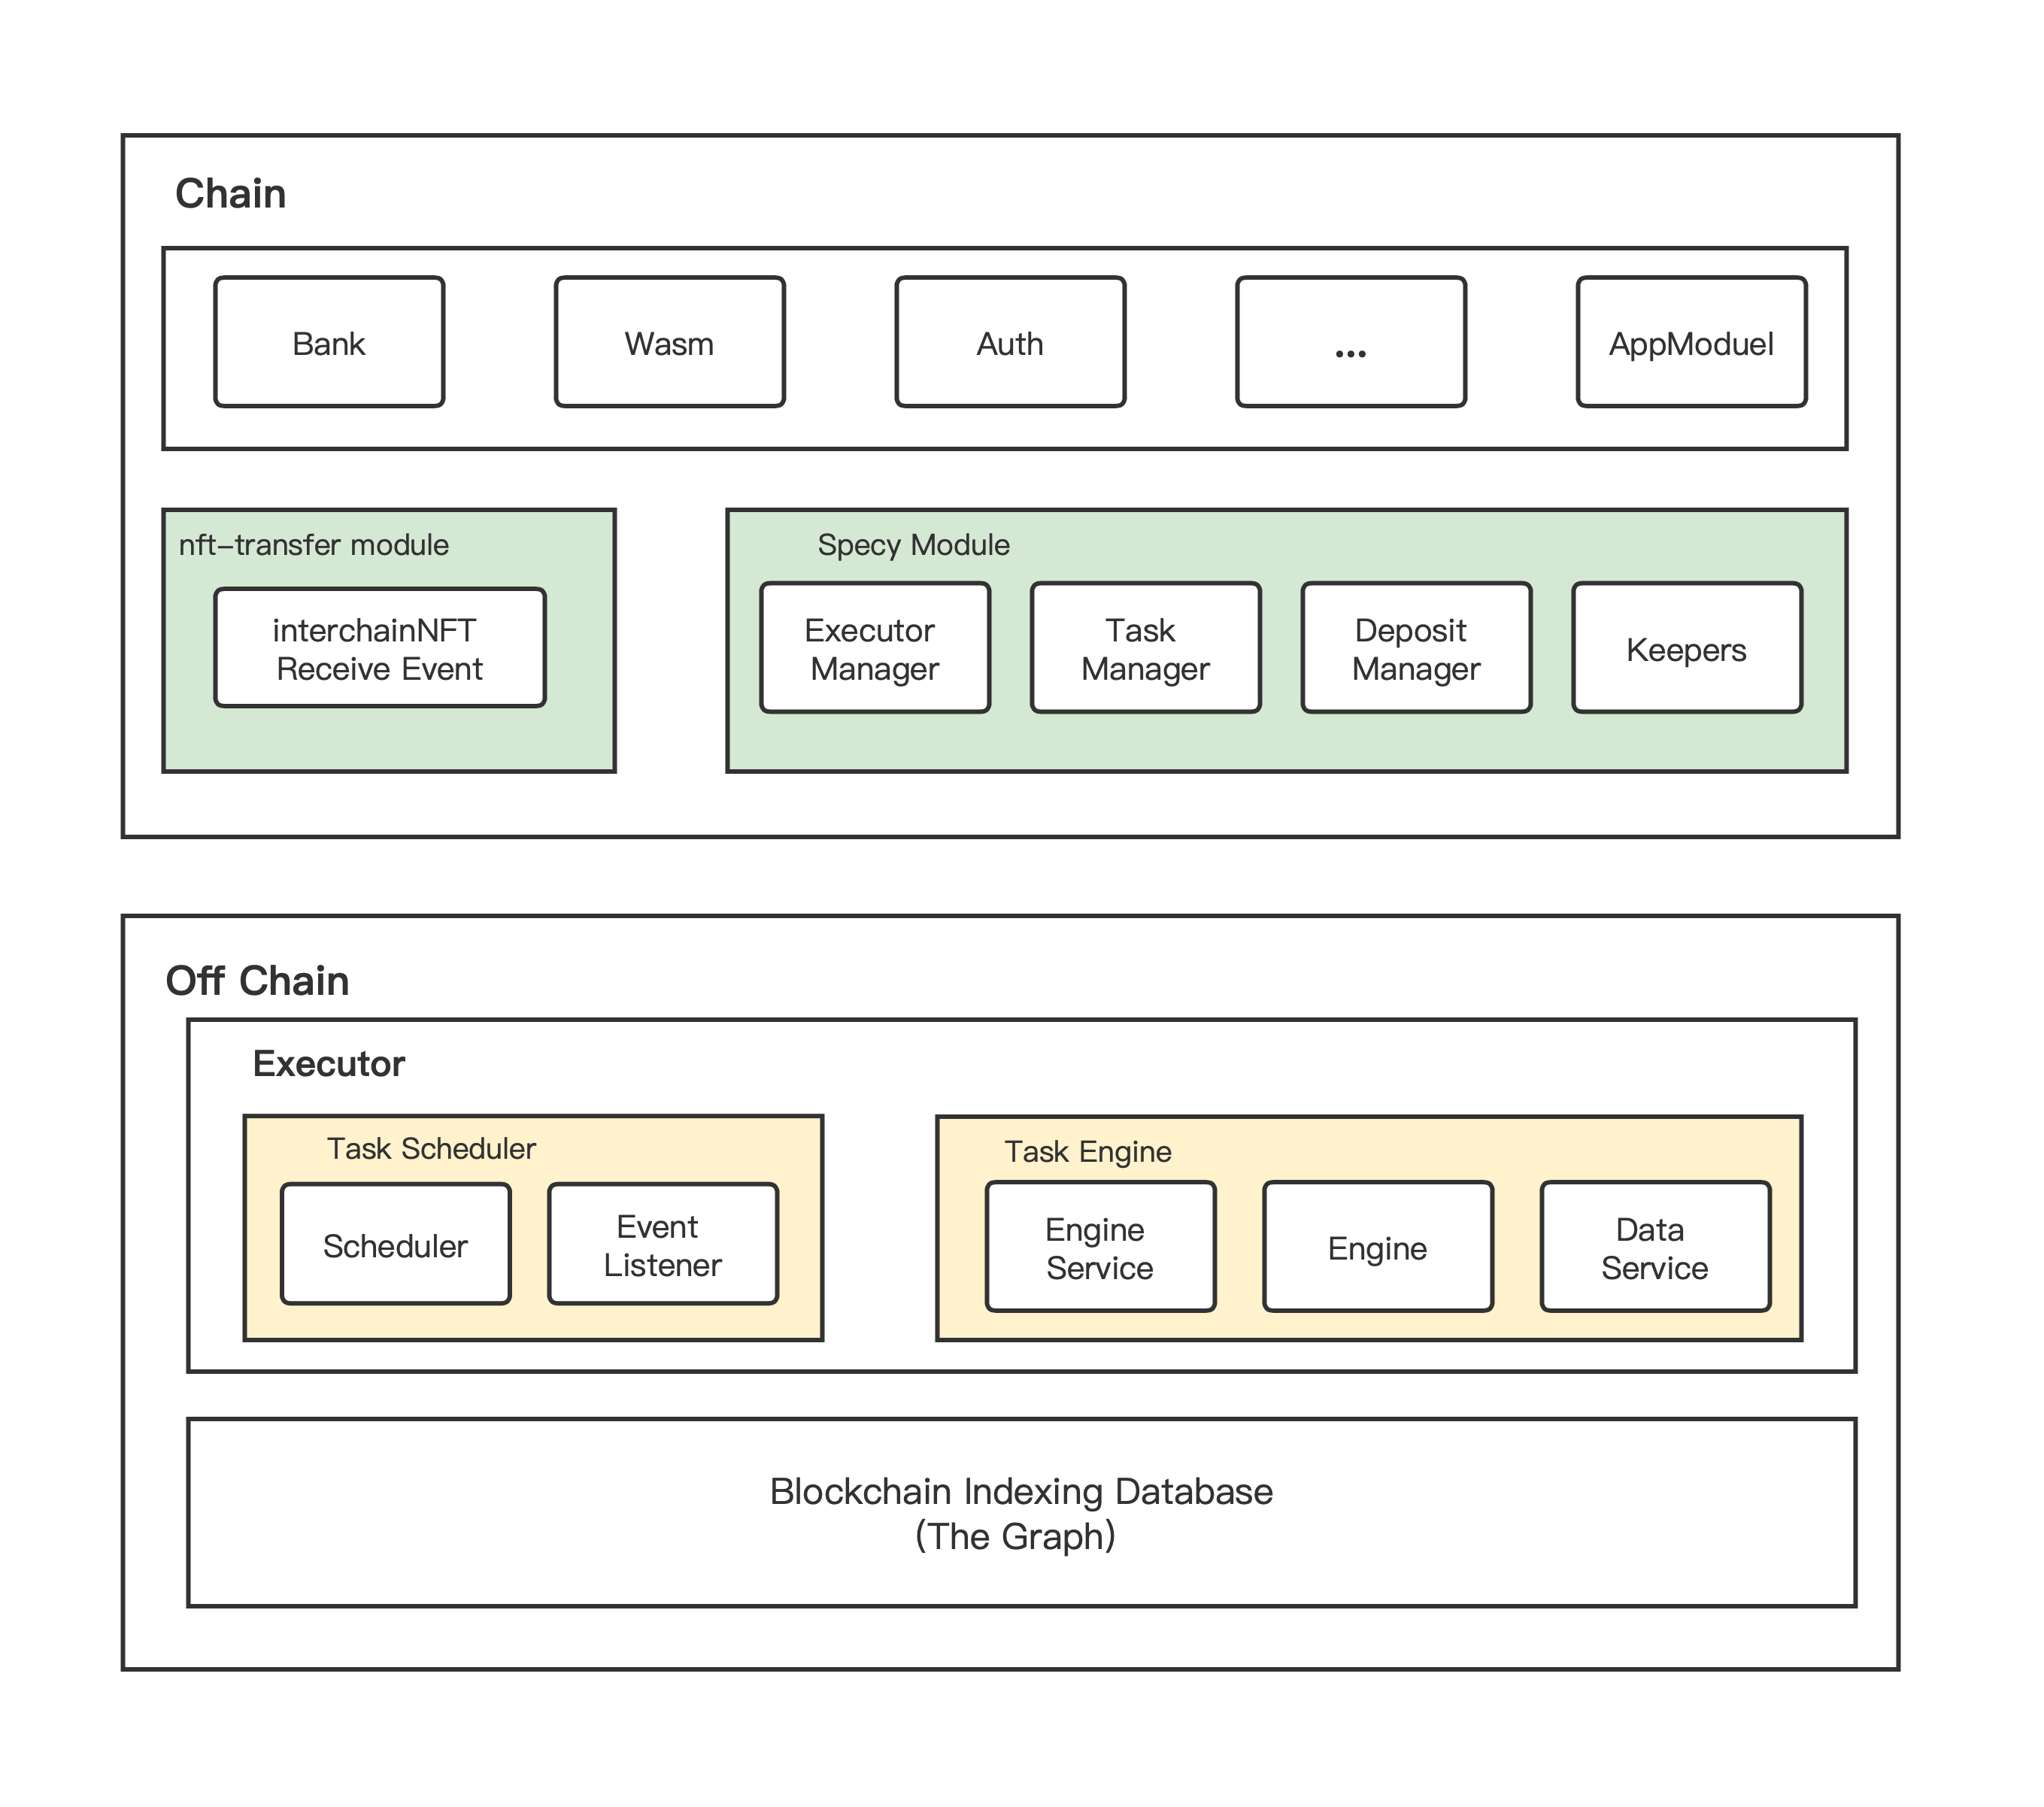 Chain
Bank
Wasm
Auth
...
AppModuel
nft-transfer module
interchainNFT
Receive Event
Specy Module
Executor
Manager
Task
Manager
Deposit
Manager
Keepers
Off Chain
Executor
Task Scheduler
Scheduler
Event
Listener
Task Engine
Engine
Service
Engine
Data
Service
Blockchain Indexing Database
(The Graph)